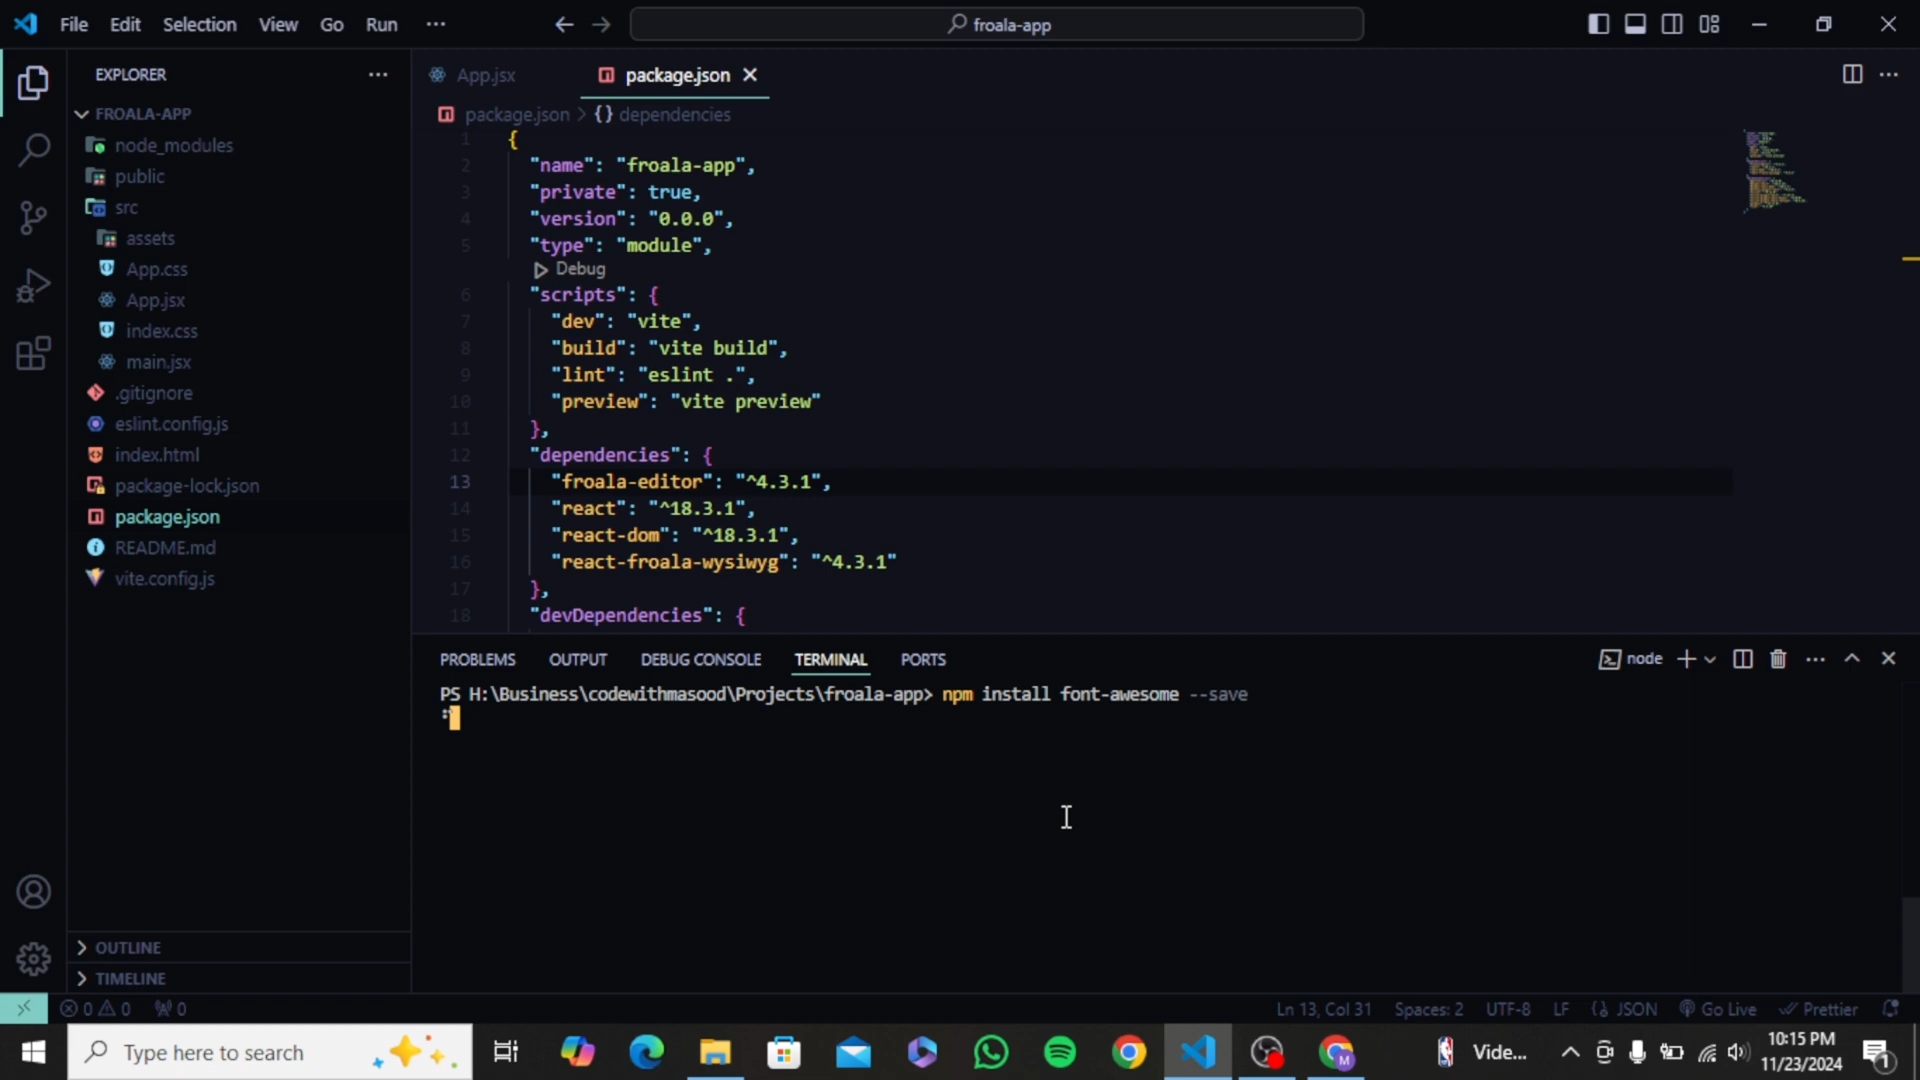 File Edit Selection View Go Run ··· froala-app
EXPLORER ···
FROALA-APP
node_modules
public
src
assets
App.css
App.jsx
index.css
main.jsx
.gitignore
eslint.config.js
index.html
package-lock.json
package.json
README.md
vite.config.js
OUTLINE
TIMELINE
App.jsx package.json
package.json > {} dependencies
1 {
2 "name": "froala-app",
3 "private": true,
4 "version": "0.0.0",
5 "type": "module",
Debug
6 "scripts": {
7 "dev": "vite",
8 "build": "vite build",
9 "lint": "eslint .",
10 "preview": "vite preview"
11 },
12 "dependencies": {
13 "froala-editor": "^4.3.1",
14 "react": "^18.3.1",
15 "react-dom": "^18.3.1",
16 "react-froala-wysiwyg": "^4.3.1"
17 },
18 "devDependencies": {
PROBLEMS OUTPUT DEBUG CONSOLE TERMINAL PORTS node
PS H:\Business\codewithmasood\Projects\froala-app> npm install font-awesome --save
0 0 0 Ln 13, Col 31 Spaces: 2 UTF-8 LF {} JSON Go Live Prettier
Type here to search Vide... 10:15 PM
11/23/2024 1